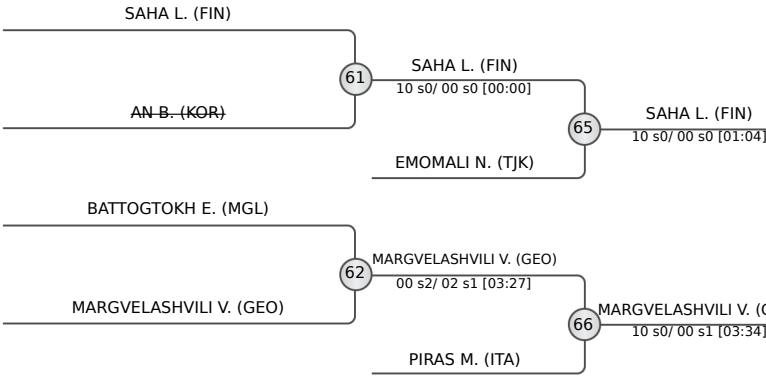 SAHA L. (FIN)
61
SAHA L. (FIN)
10 s0/ 00 s0 [00:00]
AN B. (KOR)
65
SAHA L. (FIN)
10 s0/ 00 s0 [01:04]
EMOMALI N. (TJK)
BATTOGTOKH E. (MGL)
62
MARGVELASHVILI V. (GEO)
00 s2/ 02 s1 [03:27]
MARGVELASHVILI V. (GEO)
66
MARGVELASHVILI V.
10 s0/ 00 s1 [03:34]
PIRAS M. (ITA)